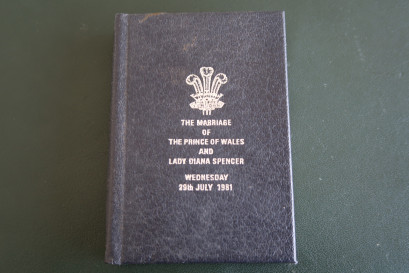 THE MARRIAGE
OF
THE PRINCE OF WALES
AND
LADY DIANA SPENCER
WEDNESDAY
29th JULY 1981